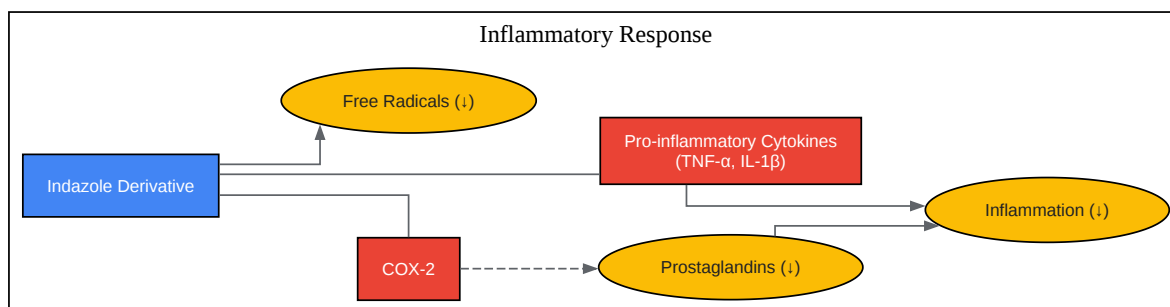 Inflammatory Response
Free Radicals (↓)
Pro-inflammatory Cytokines
(TNF-α, IL-1β)
Indazole Derivative
Inflammation (↓)
COX-2
Prostaglandins (↓)